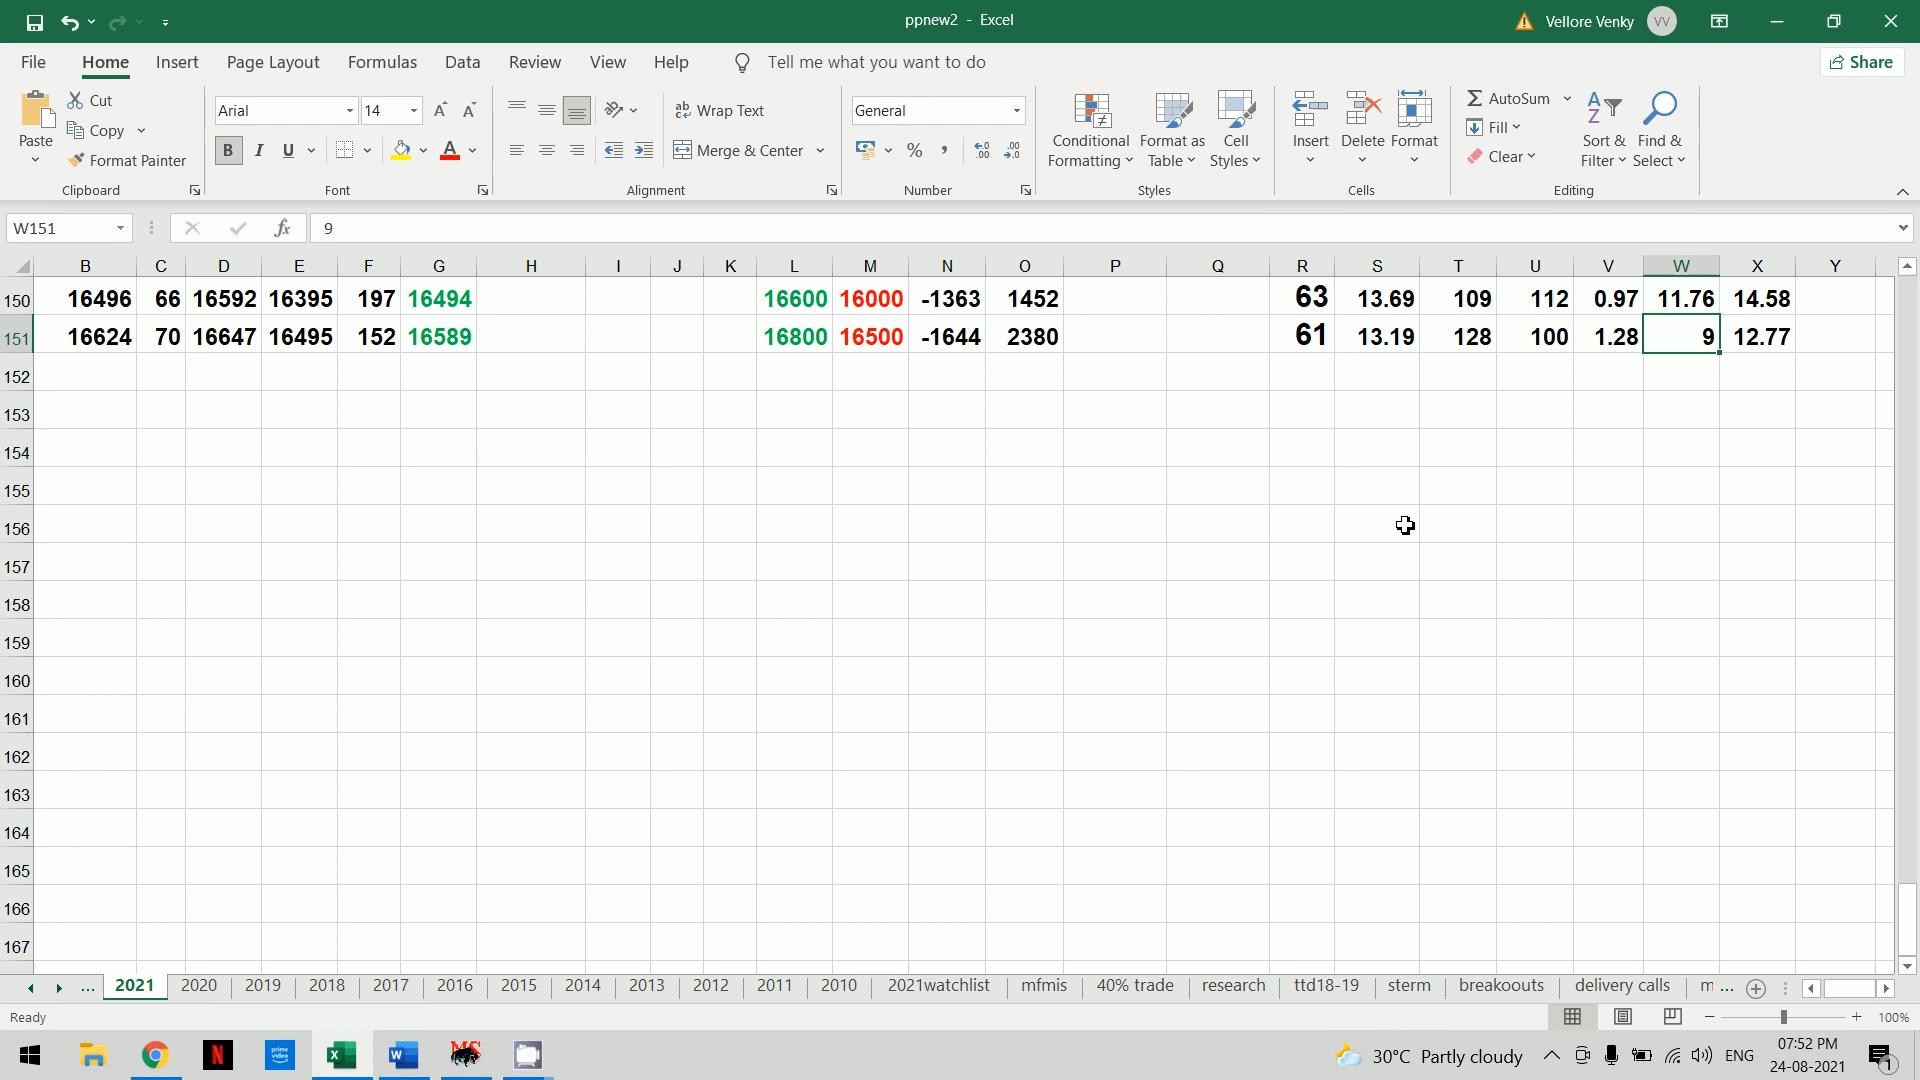 ppnew2 - Excel
Vellore Venky VV
File Home Insert Page Layout Formulas Data Review View Help Tell me what you want to do Share
Paste Cut Copy Format Painter Clipboard
Arial 14 B I U A Font
Wrap Text Merge & Center Alignment
General % , Number
Conditional Formatting Format as Table Cell Styles Styles
Insert Delete Format Cells
AutoSum Fill Clear Sort & Filter Find & Select Editing
W151 fx 9
B C D E F G H I J K L M N O P Q R S T U V W X Y
150 16496 66 16592 16395 197 16494 16600 16000 -1363 1452 63 13.69 109 112 0.97 11.76 14.58
151 16624 70 16647 16495 152 16589 16800 16500 -1644 2380 61 13.19 128 100 1.28 9 12.77
152
153
154
155
156
157
158
159
160
161
162
163
164
165
166
167
... 2021 2020 2019 2018 2017 2016 2015 2014 2013 2012 2011 2010 2021watchlist mfmis 40% trade research ttd18-19 sterm breakoouts delivery calls m ...
Ready 100%
30°C Partly cloudy ENG 07:52 PM
24-08-2021 1